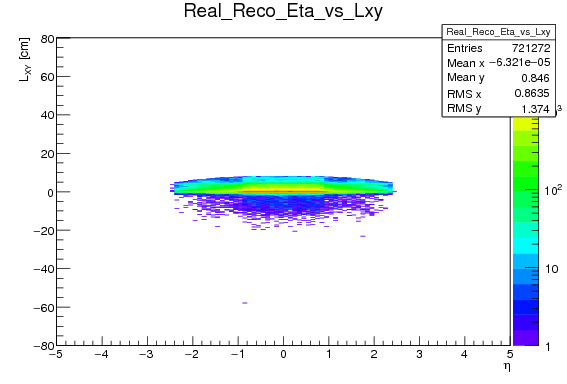 Real_Reco_Eta_vs_Lxy
Real_Reco_Eta_vs_Lxy
Entries 721272
Mean x -6.321e-05
Mean y 0.846
RMS x 0.8635
RMS y 1.374
L_XY [cm]
80
60
40
20
0
−20
−40
−60
−80
−5 −4 −3 −2 −1 0 1 2 3 4 5
η
10²
10
1